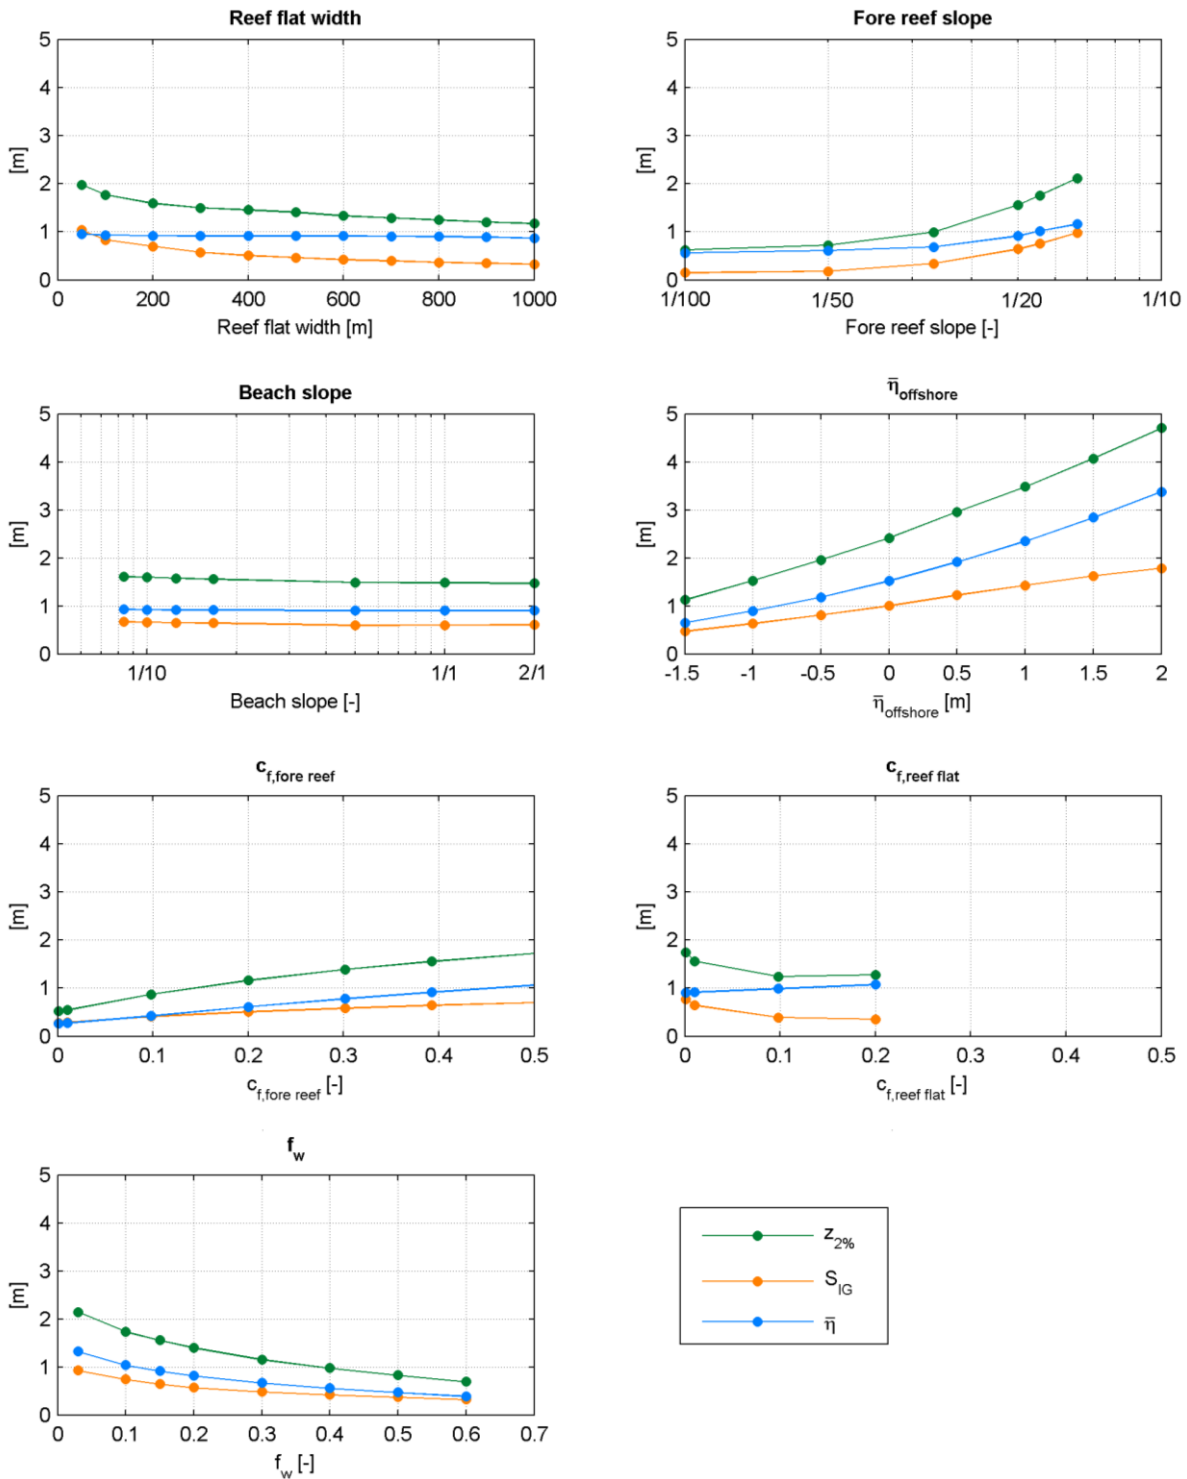 Reef flat width
5
4
3
2
1
0
[m]
0 200 400 600 800 1000
Reef flat width [m]
Fore reef slope
5
4
3
2
1
0
[m]
1/100 1/50 1/20 1/10
Fore reef slope [-]
Beach slope
5
4
3
2
1
0
[m]
1/10 1/1 2/1
Beach slope [-]
η̅offshore
5
4
3
2
1
0
[m]
-1.5 -1 -0.5 0 0.5 1 1.5 2
η̅offshore [m]
cf,fore reef
5
4
3
2
1
0
[m]
0 0.1 0.2 0.3 0.4 0.5
cf,fore reef [-]
cf,reef flat
5
4
3
2
1
0
[m]
0 0.1 0.2 0.3 0.4 0.5
cf,reef flat [-]
fw
5
4
3
2
1
0
[m]
0 0.1 0.2 0.3 0.4 0.5 0.6 0.7
fw [-]
z2%
SIG
η̅